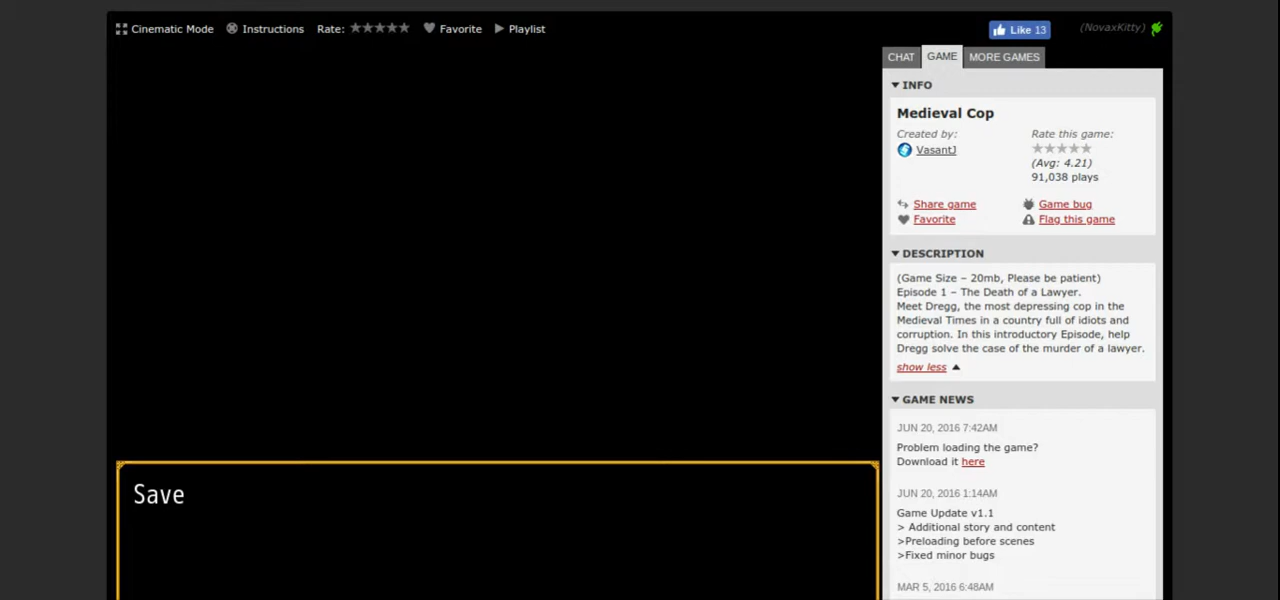 Cinematic Mode Instructions Rate: Favorite Playlist
Like 13
(NovaxKitty)
CHAT GAME MORE GAMES
INFO
Medieval Cop
Created by:
VasantJ
Rate this game:
(Avg: 4.21)
91,038 plays
Share game
Game bug
Favorite
Flag this game
DESCRIPTION
(Game Size – 20mb, Please be patient)
Episode 1 – The Death of a Lawyer.
Meet Dregg, the most depressing cop in the
Medieval Times in a country full of idiots and
corruption. In this introductory Episode, help
Dregg solve the case of the murder of a lawyer.
show less
GAME NEWS
JUN 20, 2016 7:42AM
Problem loading the game?
Download it here
JUN 20, 2016 1:14AM
Game Update v1.1
> Additional story and content
>Preloading before scenes
>Fixed minor bugs
MAR 5, 2016 6:48AM
Save